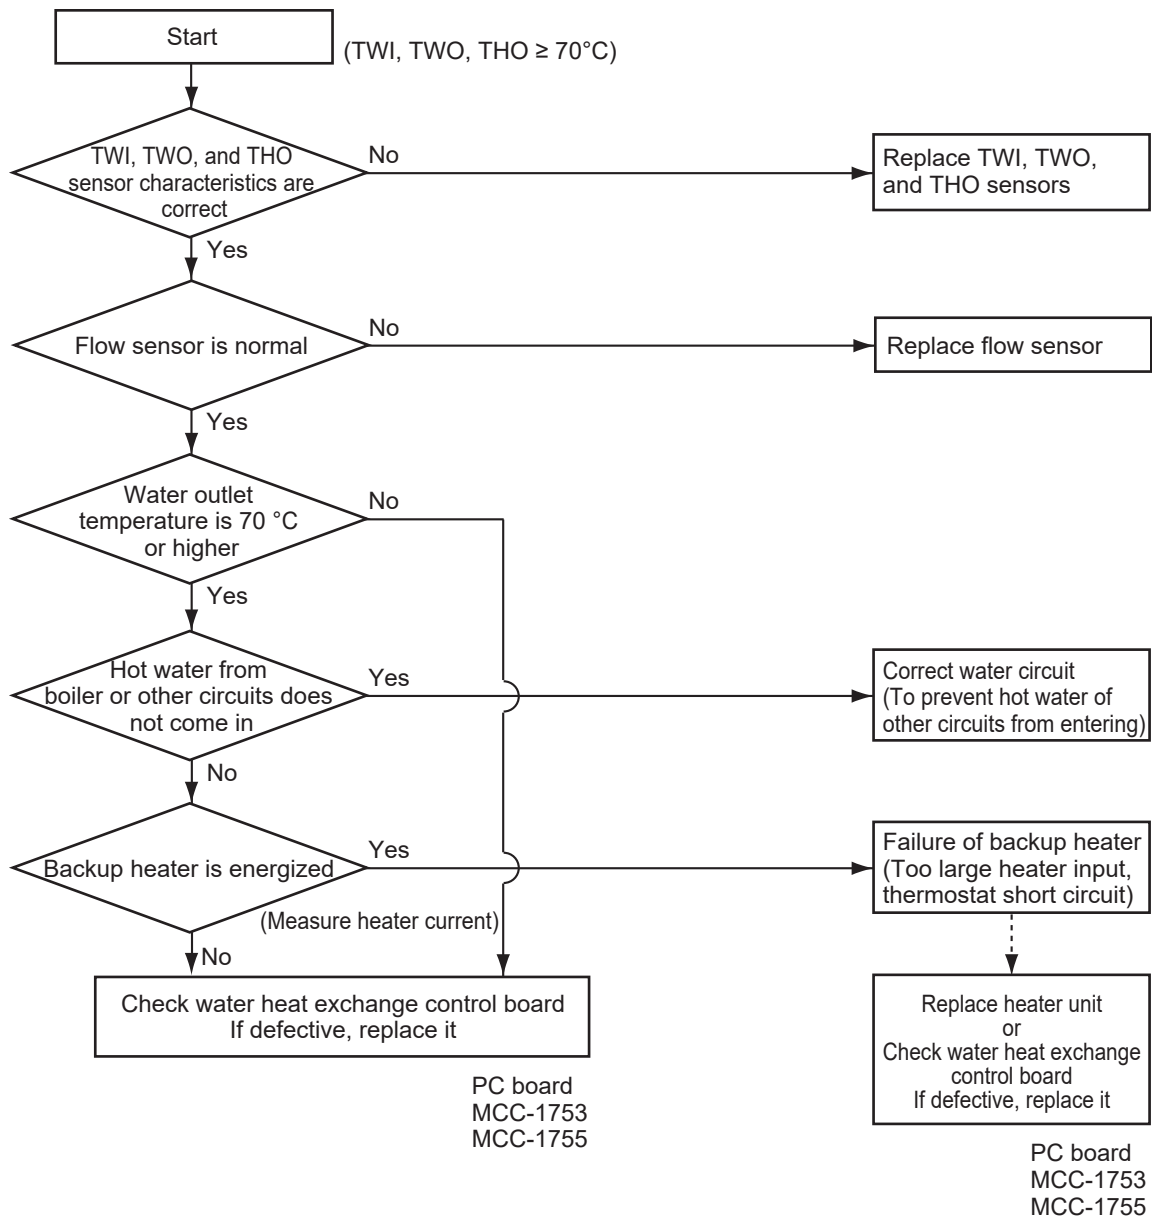 Start
(TWI, TWO, THO ≥ 70°C)
TWI, TWO, and THO
sensor characteristics are
correct
No
Replace TWI, TWO,
and THO sensors
Yes
Flow sensor is normal
No
Replace flow sensor
Yes
Water outlet
temperature is 70 °C
or higher
No
Yes
Hot water from
boiler or other circuits does
not come in
Yes
Correct water circuit
(To prevent hot water of
other circuits from entering)
No
Backup heater is energized
Yes
Failure of backup heater
(Too large heater input,
thermostat short circuit)
(Measure heater current)
No
Check water heat exchange control board
If defective, replace it
PC board
MCC-1753
MCC-1755
Replace heater unit
or
Check water heat exchange
control board
If defective, replace it
PC board
MCC-1753
MCC-1755